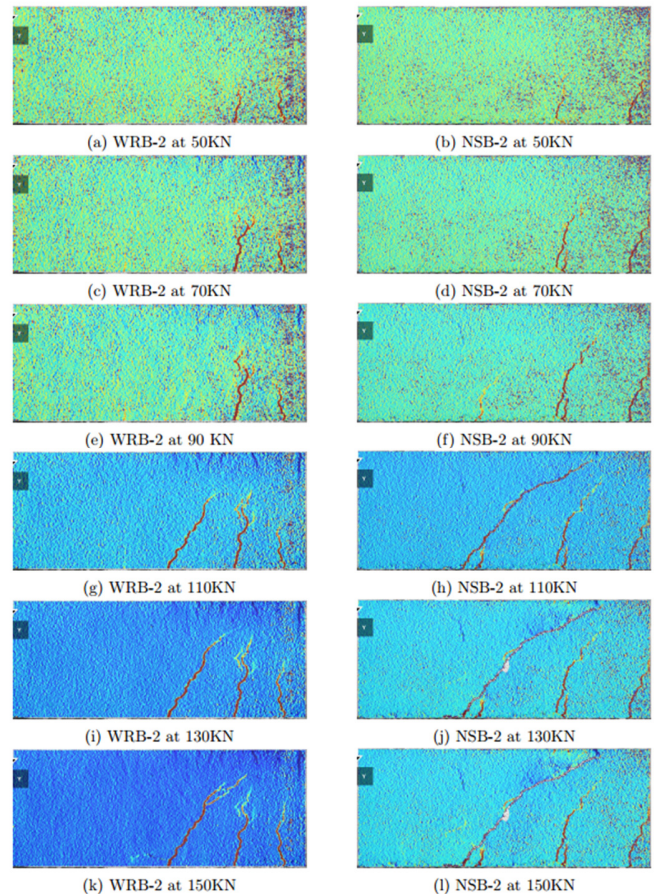 (a) WRB-2 at 50KN
(b) NSB-2 at 50KN
(c) WRB-2 at 70KN
(d) NSB-2 at 70KN
(e) WRB-2 at 90 KN
(f) NSB-2 at 90KN
(g) WRB-2 at 110KN
(h) NSB-2 at 110KN
(i) WRB-2 at 130KN
(j) NSB-2 at 130KN
(k) WRB-2 at 150KN
(l) NSB-2 at 150KN